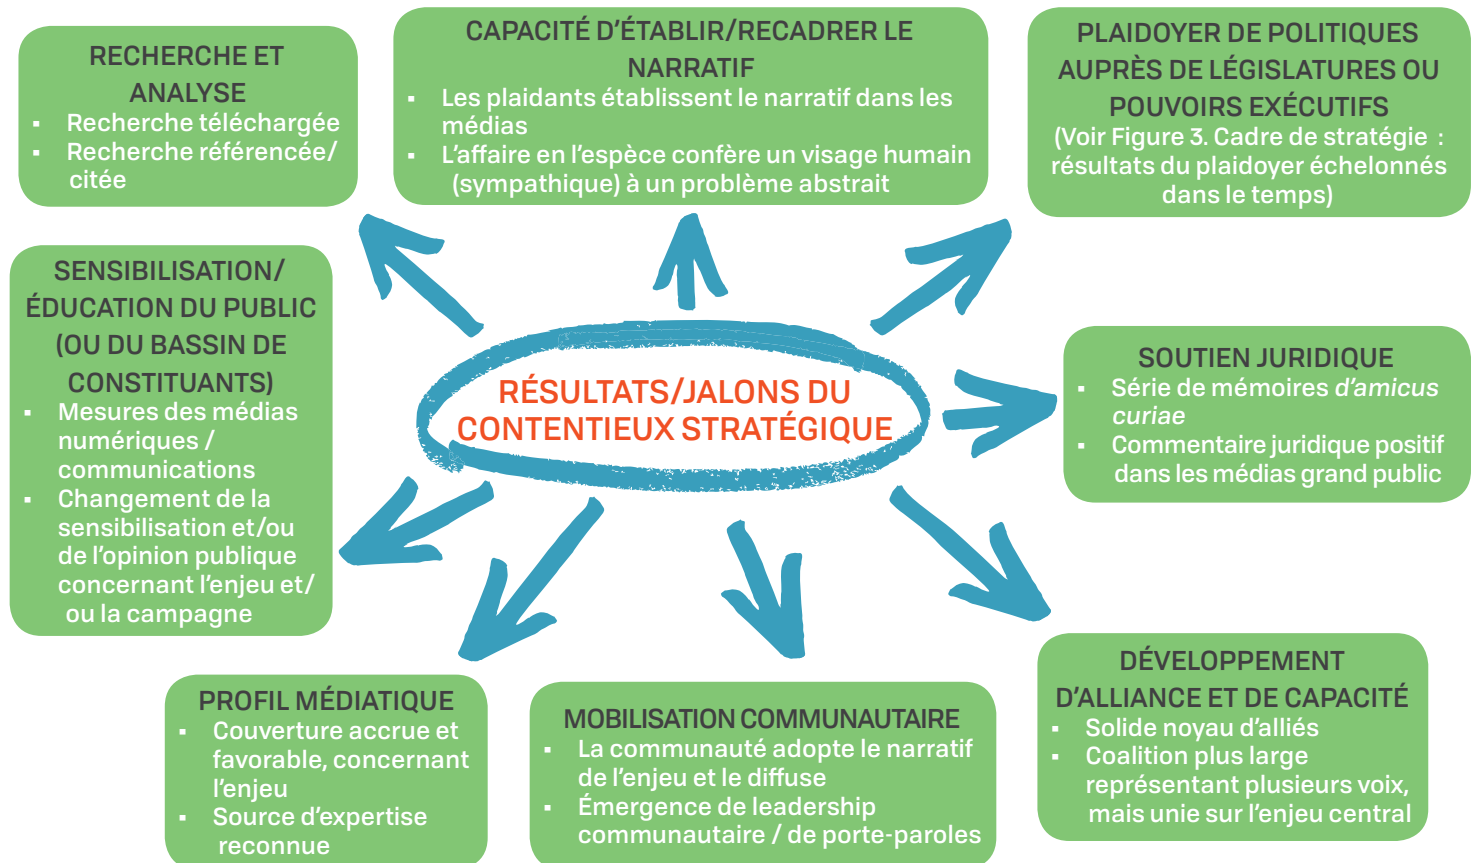 RECHERCHE ET
ANALYSE
▪ Recherche téléchargée
▪ Recherche référencée/
citée
CAPACITÉ D’ÉTABLIR/RECADRER LE
NARRATIF
▪ Les plaidants établissent le narratif dans les
médias
▪ L’affaire en l’espèce confère un visage humain
(sympathique) à un problème abstrait
PLAIDOYER DE POLITIQUES
AUPRÈS DE LÉGISLATURES OU
POUVOIRS EXÉCUTIFS
(Voir Figure 3. Cadre de stratégie :
résultats du plaidoyer échelonnés
dans le temps)
SENSIBILISATION/
ÉDUCATION DU PUBLIC
(OU DU BASSIN DE
CONSTITUANTS)
▪ Mesures des médias
numériques /
communications
▪ Changement de la
sensibilisation et/ou
de l’opinion publique
concernant l’enjeu et/
ou la campagne
RÉSULTATS/JALONS DU
CONTENTIEUX STRATÉGIQUE
SOUTIEN JURIDIQUE
▪ Série de mémoires d’amicus
curiae
▪ Commentaire juridique positif
dans les médias grand public
PROFIL MÉDIATIQUE
▪ Couverture accrue et
favorable, concernant
l’enjeu
▪ Source d’expertise
reconnue
MOBILISATION COMMUNAUTAIRE
▪ La communauté adopte le narratif
de l’enjeu et le diffuse
▪ Émergence de leadership
communautaire / de porte-paroles
DÉVELOPPEMENT
D’ALLIANCE ET DE CAPACITÉ
▪ Solide noyau d’alliés
▪ Coalition plus large
représentant plusieurs voix,
mais unie sur l’enjeu central